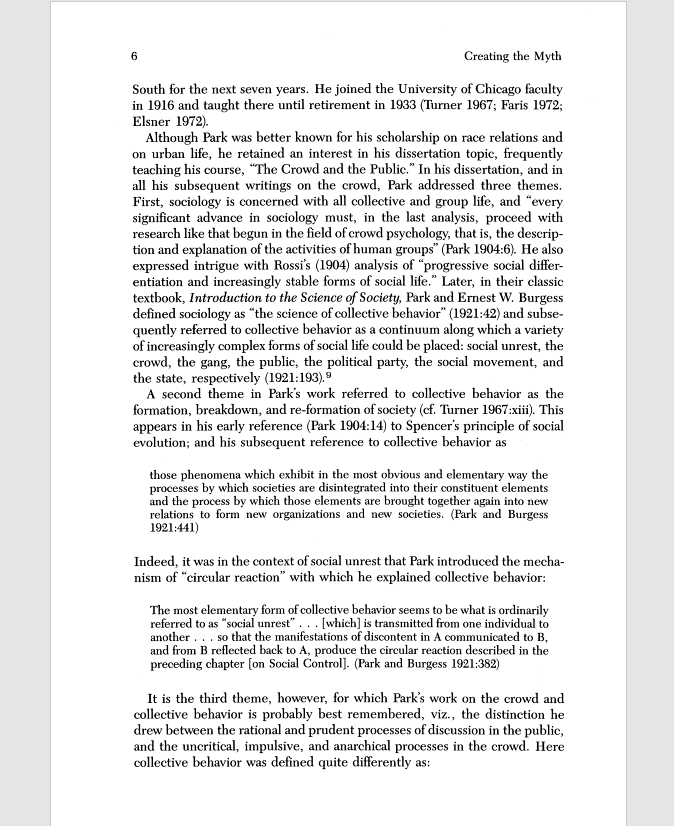 6
Creating the Myth
South for the next seven years. He joined the University of Chicago faculty
in 1916 and taught there until retirement in 1933 (Turner 1967; Faris 1972;
Elsner 1972).
Although Park was better known for his scholarship on race relations and
on urban life, he retained an interest in his dissertation topic, frequently
teaching his course, “The Crowd and the Public.” In his dissertation, and in
all his subsequent writings on the crowd, Park addressed three themes.
First, sociology is concerned with all collective and group life, and “every
significant advance in sociology must, in the last analysis, proceed with
research like that begun in the field of crowd psychology, that is, the descrip-
tion and explanation of the activities of human groups” (Park 1904:6). He also
expressed intrigue with Rossi’s (1904) analysis of “progressive social differ-
entiation and increasingly stable forms of social life.” Later, in their classic
textbook, Introduction to the Science of Society, Park and Ernest W. Burgess
defined sociology as “the science of collective behavior” (1921:42) and subse-
quently referred to collective behavior as a continuum along which a variety
of increasingly complex forms of social life could be placed: social unrest, the
crowd, the gang, the public, the political party, the social movement, and
the state, respectively (1921:193).9
A second theme in Park’s work referred to collective behavior as the
formation, breakdown, and re-formation of society (cf. Turner 1967:xiii). This
appears in his early reference (Park 1904:14) to Spencer’s principle of social
evolution; and his subsequent reference to collective behavior as
those phenomena which exhibit in the most obvious and elementary way the
processes by which societies are disintegrated into their constituent elements
and the process by which those elements are brought together again into new
relations to form new organizations and new societies. (Park and Burgess
1921:441)
Indeed, it was in the context of social unrest that Park introduced the mecha-
nism of “circular reaction” with which he explained collective behavior:
The most elementary form of collective behavior seems to be what is ordinarily
referred to as “social unrest” . . . [which] is transmitted from one individual to
another . . . so that the manifestations of discontent in A communicated to B,
and from B reflected back to A, produce the circular reaction described in the
preceding chapter [on Social Control]. (Park and Burgess 1921:382)
It is the third theme, however, for which Park’s work on the crowd and
collective behavior is probably best remembered, viz., the distinction he
drew between the rational and prudent processes of discussion in the public,
and the uncritical, impulsive, and anarchical processes in the crowd. Here
collective behavior was defined quite differently as: